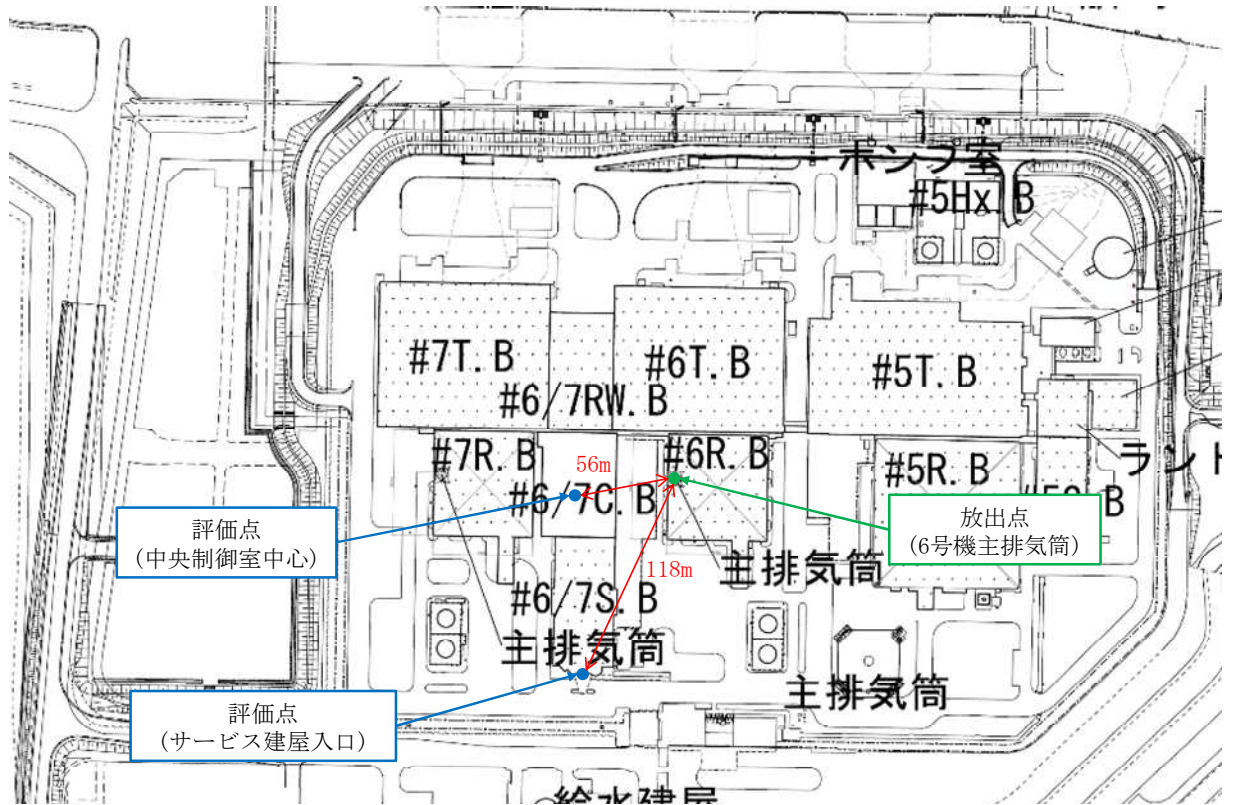 ポンプ室
#5Hx. B
#7T. B
#6T. B
#5T. B
#6/7RW. B
#7R. B
56m
#6R. B
#5R. B
ラント
#6/7C. B
評価点
(中央制御室中心)
放出点
(6号機主排気筒)
118m
主排気筒
#6/7S. B
主排気筒
主排気筒
評価点
(サービス建屋入口)
給水建屋